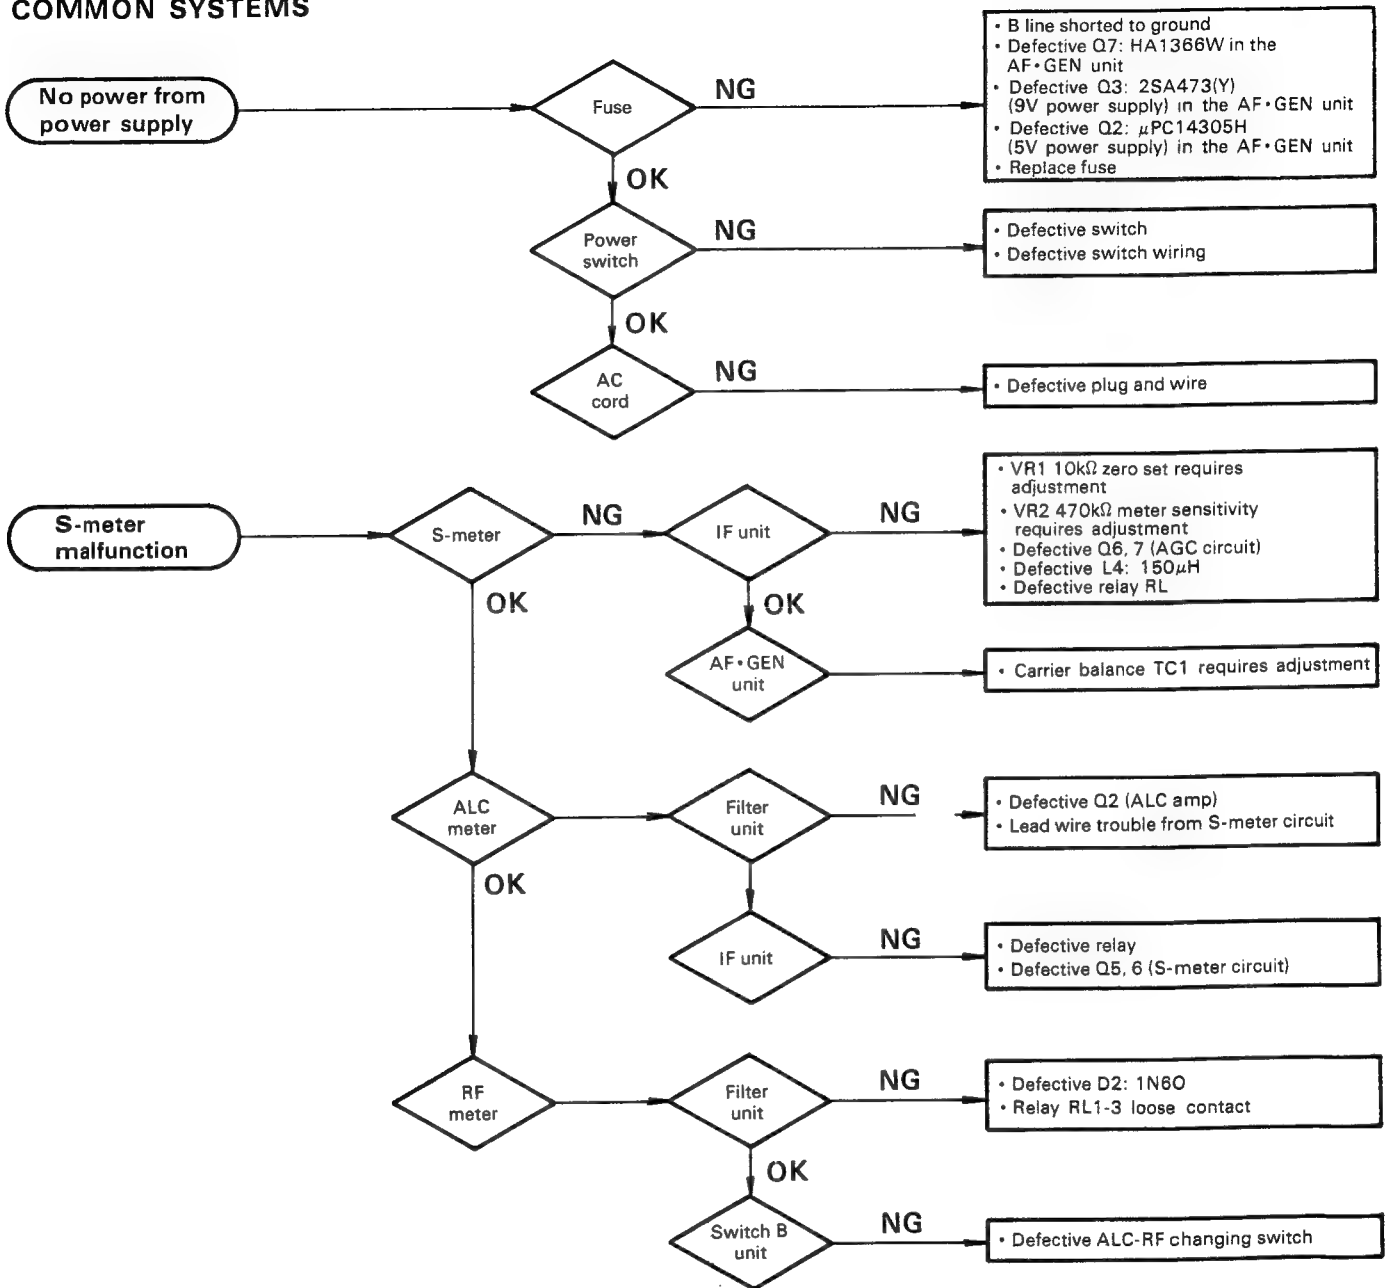 COMMON SYSTEMS
No power from
power supply
Fuse
NG
• B line shorted to ground
• Defective Q7: HA1366W in the
AF•GEN unit
• Defective Q3: 2SA473(Y)
(9V power supply) in the AF•GEN unit
• Defective Q2: μPC14305H
(5V power supply) in the AF•GEN unit
• Replace fuse
OK
Power
switch
NG
• Defective switch
• Defective switch wiring
OK
AC
cord
NG
• Defective plug and wire
S-meter
malfunction
S-meter
NG
IF unit
NG
• VR1 10kΩ zero set requires
adjustment
• VR2 470kΩ meter sensitivity
requires adjustment
• Defective Q6, 7 (AGC circuit)
• Defective L4: 150μH
• Defective relay RL
OK
OK
AF•GEN
unit
• Carrier balance TC1 requires adjustment
ALC
meter
Filter
unit
NG
• Defective Q2 (ALC amp)
• Lead wire trouble from S-meter circuit
OK
IF unit
NG
• Defective relay
• Defective Q5, 6 (S-meter circuit)
RF
meter
Filter
unit
NG
• Defective D2: 1N60
• Relay RL1-3 loose contact
OK
Switch B
unit
NG
• Defective ALC-RF changing switch